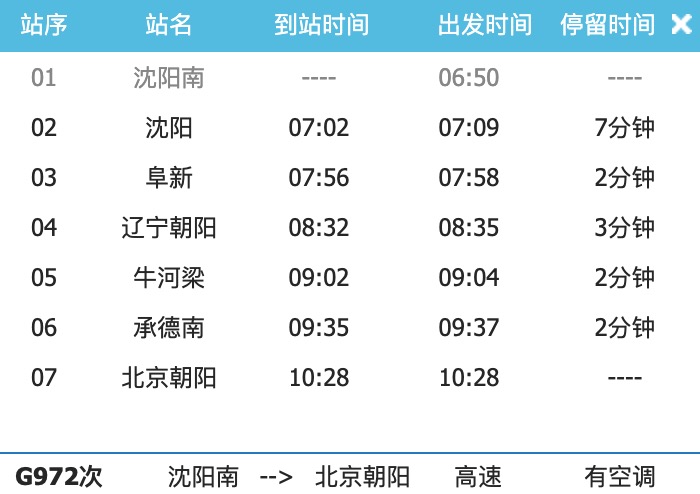 站序 站名 到站时间 出发时间 停留时间 ×
01 沈阳南 ---- 06:50 ----
02 沈阳 07:02 07:09 7分钟
03 阜新 07:56 07:58 2分钟
04 辽宁朝阳 08:32 08:35 3分钟
05 牛河梁 09:02 09:04 2分钟
06 承德南 09:35 09:37 2分钟
07 北京朝阳 10:28 10:28 ----
G972次 沈阳南 --> 北京朝阳 高速 有空调